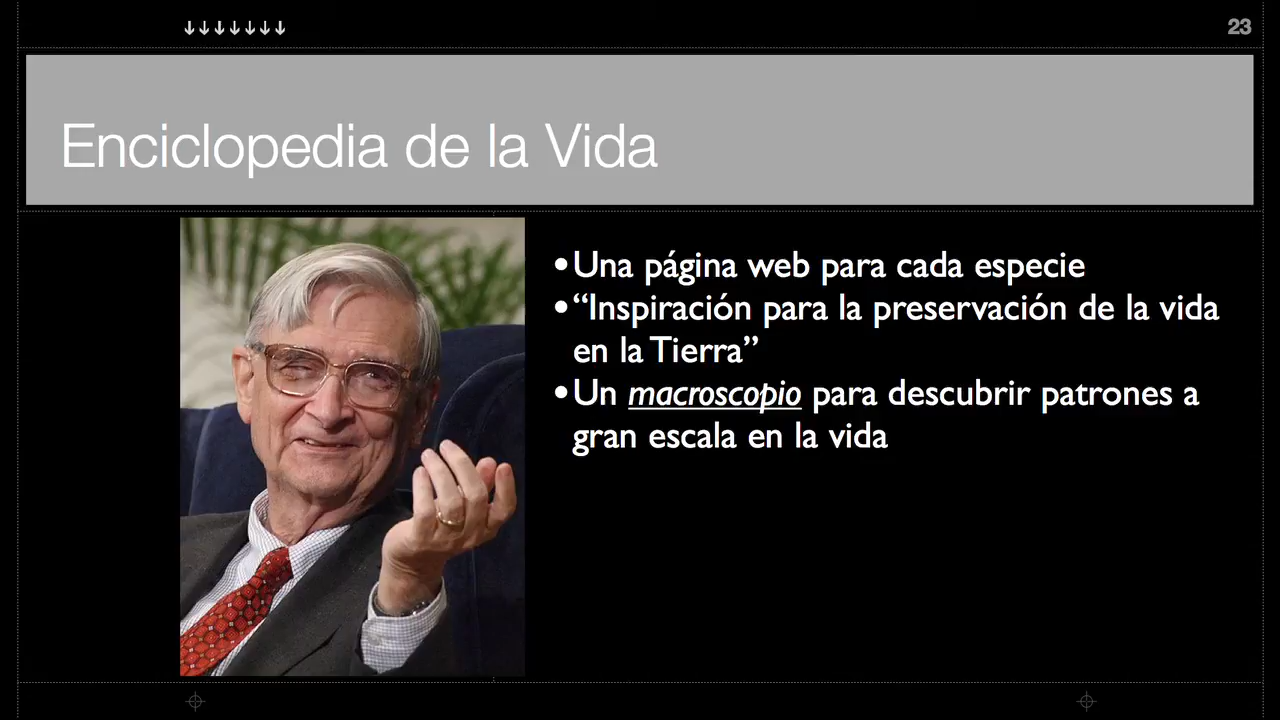 23
Enciclopedia de la Vida
•Una página web para cada especie
•“Inspiración para la preservación de la vida
en la Tierra”
•Un macroscopio para descubrir patrones a
gran escala en la vida